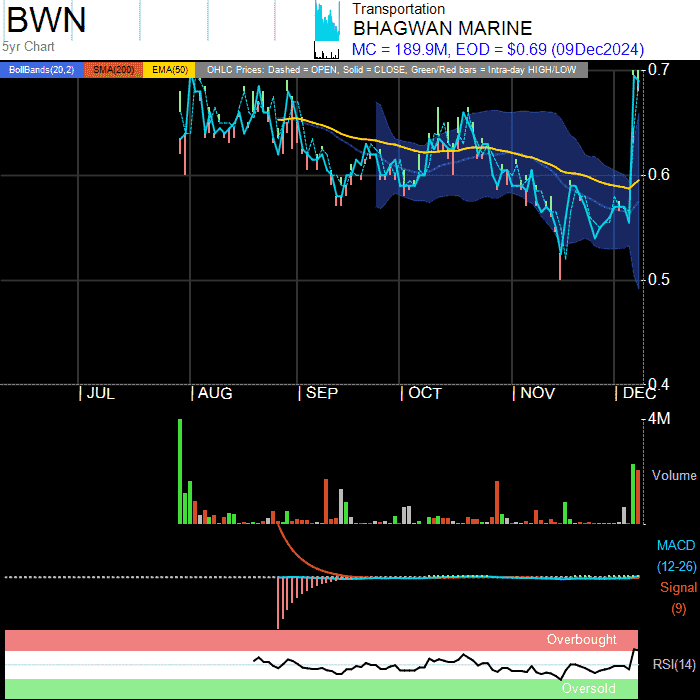 BWN
5yr Chart
Transportation
BHAGWAN MARINE
MC = 189.9M, EOD = $0.69 (09Dec2024)
BollBands(20,2) SMA(200) EMA(50) OHLC Prices: Dashed = OPEN, Solid = CLOSE, Green/Red bars = Intra-day HIGH/LOW
0.7
0.6
0.5
0.4
| JUL | AUG | SEP | OCT | NOV | DEC
4M
Volume
MACD
(12-26)
Signal
(9)
Overbought
RSI(14)
Oversold